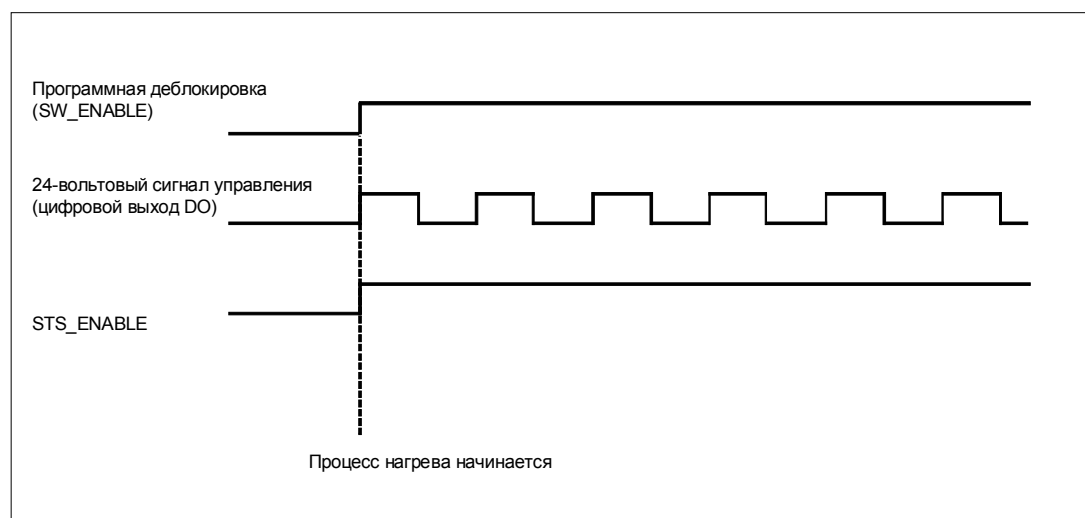 Программная деблокировка
(SW_ENABLE)
24-вольтовый сигнал управления
(цифровой выход DO)
STS_ENABLE
Процесс нагрева начинается